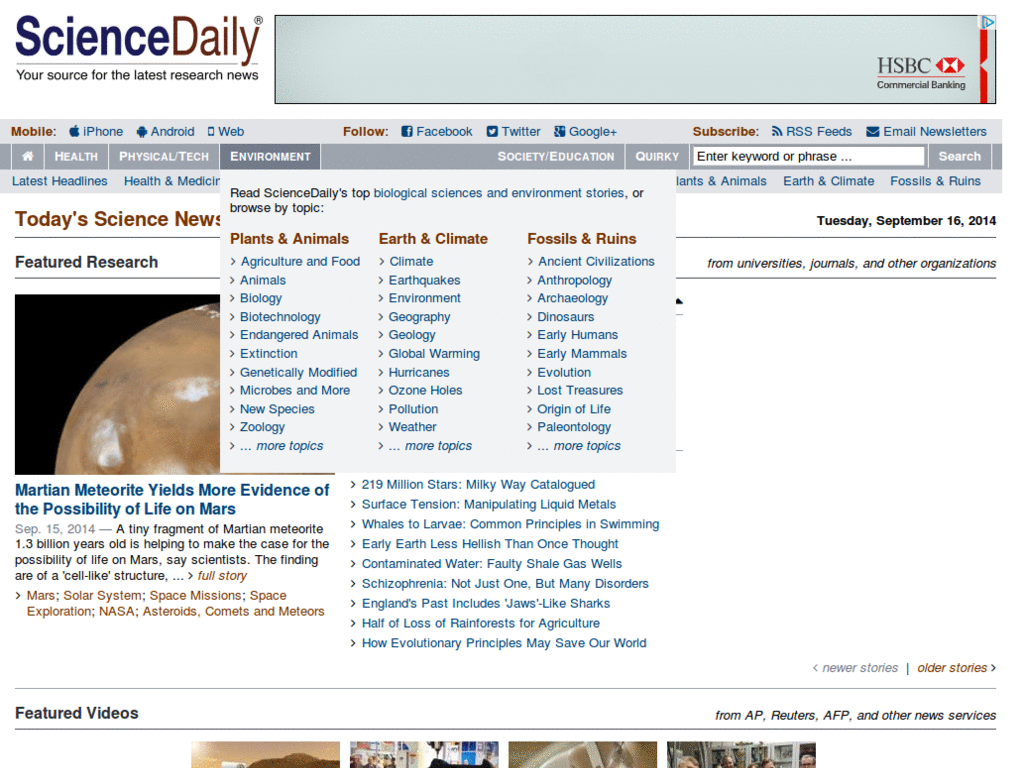 ScienceDaily®
Your source for the latest research news
HSBC
Commercial Banking
Mobile: iPhone Android Web Follow: Facebook Twitter Google+ Subscribe: RSS Feeds Email Newsletters
HEALTH PHYSICAL/TECH ENVIRONMENT SOCIETY/EDUCATION QUIRKY Enter keyword or phrase ... Search
Latest Headlines Health & Medicin lants & Animals Earth & Climate Fossils & Ruins
Read ScienceDaily's top biological sciences and environment stories, or
browse by topic:
Today's Science News
Tuesday, September 16, 2014
Plants & Animals
> Agriculture and Food
> Animals
> Biology
> Biotechnology
> Endangered Animals
> Extinction
> Genetically Modified
> Microbes and More
> New Species
> Zoology
> ... more topics
Earth & Climate
> Climate
> Earthquakes
> Environment
> Geography
> Geology
> Global Warming
> Hurricanes
> Ozone Holes
> Pollution
> Weather
> ... more topics
Fossils & Ruins
> Ancient Civilizations
> Anthropology
> Archaeology
> Dinosaurs
> Early Humans
> Early Mammals
> Evolution
> Lost Treasures
> Origin of Life
> Paleontology
> ... more topics
Featured Research
from universities, journals, and other organizations
Martian Meteorite Yields More Evidence of
the Possibility of Life on Mars
Sep. 15, 2014 — A tiny fragment of Martian meteorite
1.3 billion years old is helping to make the case for the
possibility of life on Mars, say scientists. The finding
are of a 'cell-like' structure, ... > full story
> Mars; Solar System; Space Missions; Space
Exploration; NASA; Asteroids, Comets and Meteors
> 219 Million Stars: Milky Way Catalogued
> Surface Tension: Manipulating Liquid Metals
> Whales to Larvae: Common Principles in Swimming
> Early Earth Less Hellish Than Once Thought
> Contaminated Water: Faulty Shale Gas Wells
> Schizophrenia: Not Just One, But Many Disorders
> England's Past Includes 'Jaws'-Like Sharks
> Half of Loss of Rainforests for Agriculture
> How Evolutionary Principles May Save Our World
< newer stories | older stories >
Featured Videos
from AP, Reuters, AFP, and other news services